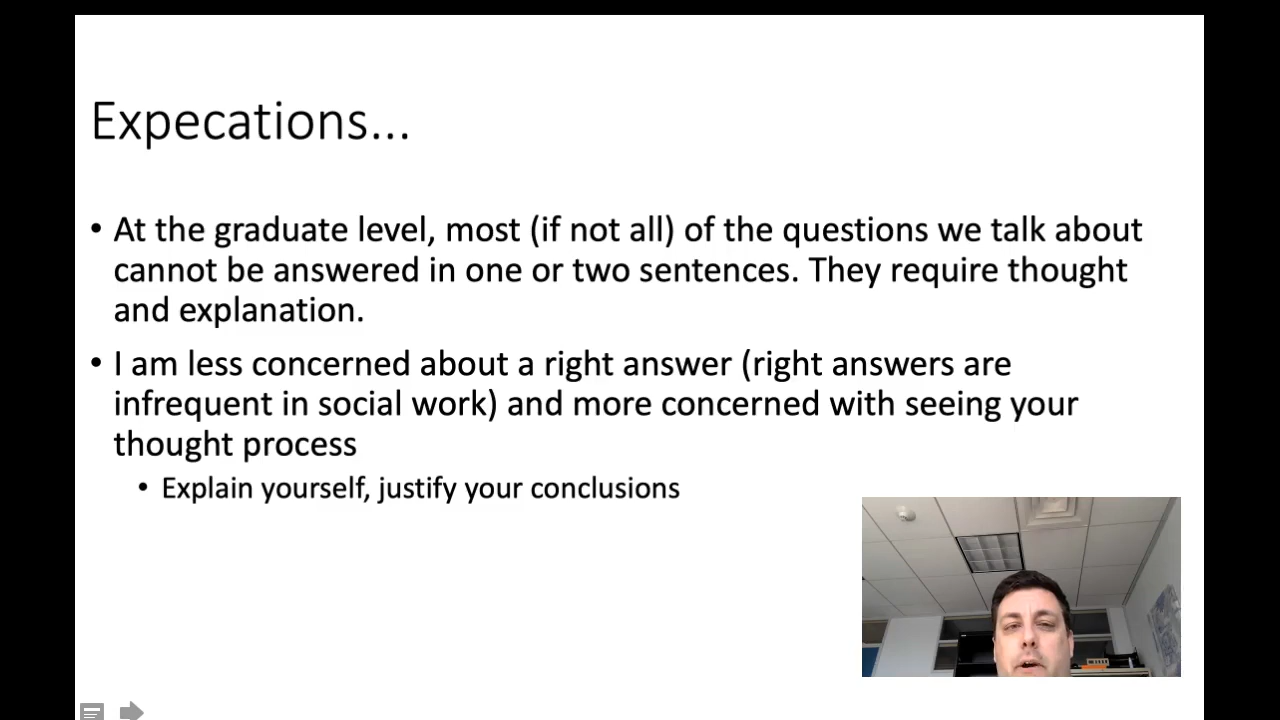 Expecations...
• At the graduate level, most (if not all) of the questions we talk about
cannot be answered in one or two sentences. They require thought
and explanation.
• I am less concerned about a right answer (right answers are
infrequent in social work) and more concerned with seeing your
thought process
• Explain yourself, justify your conclusions